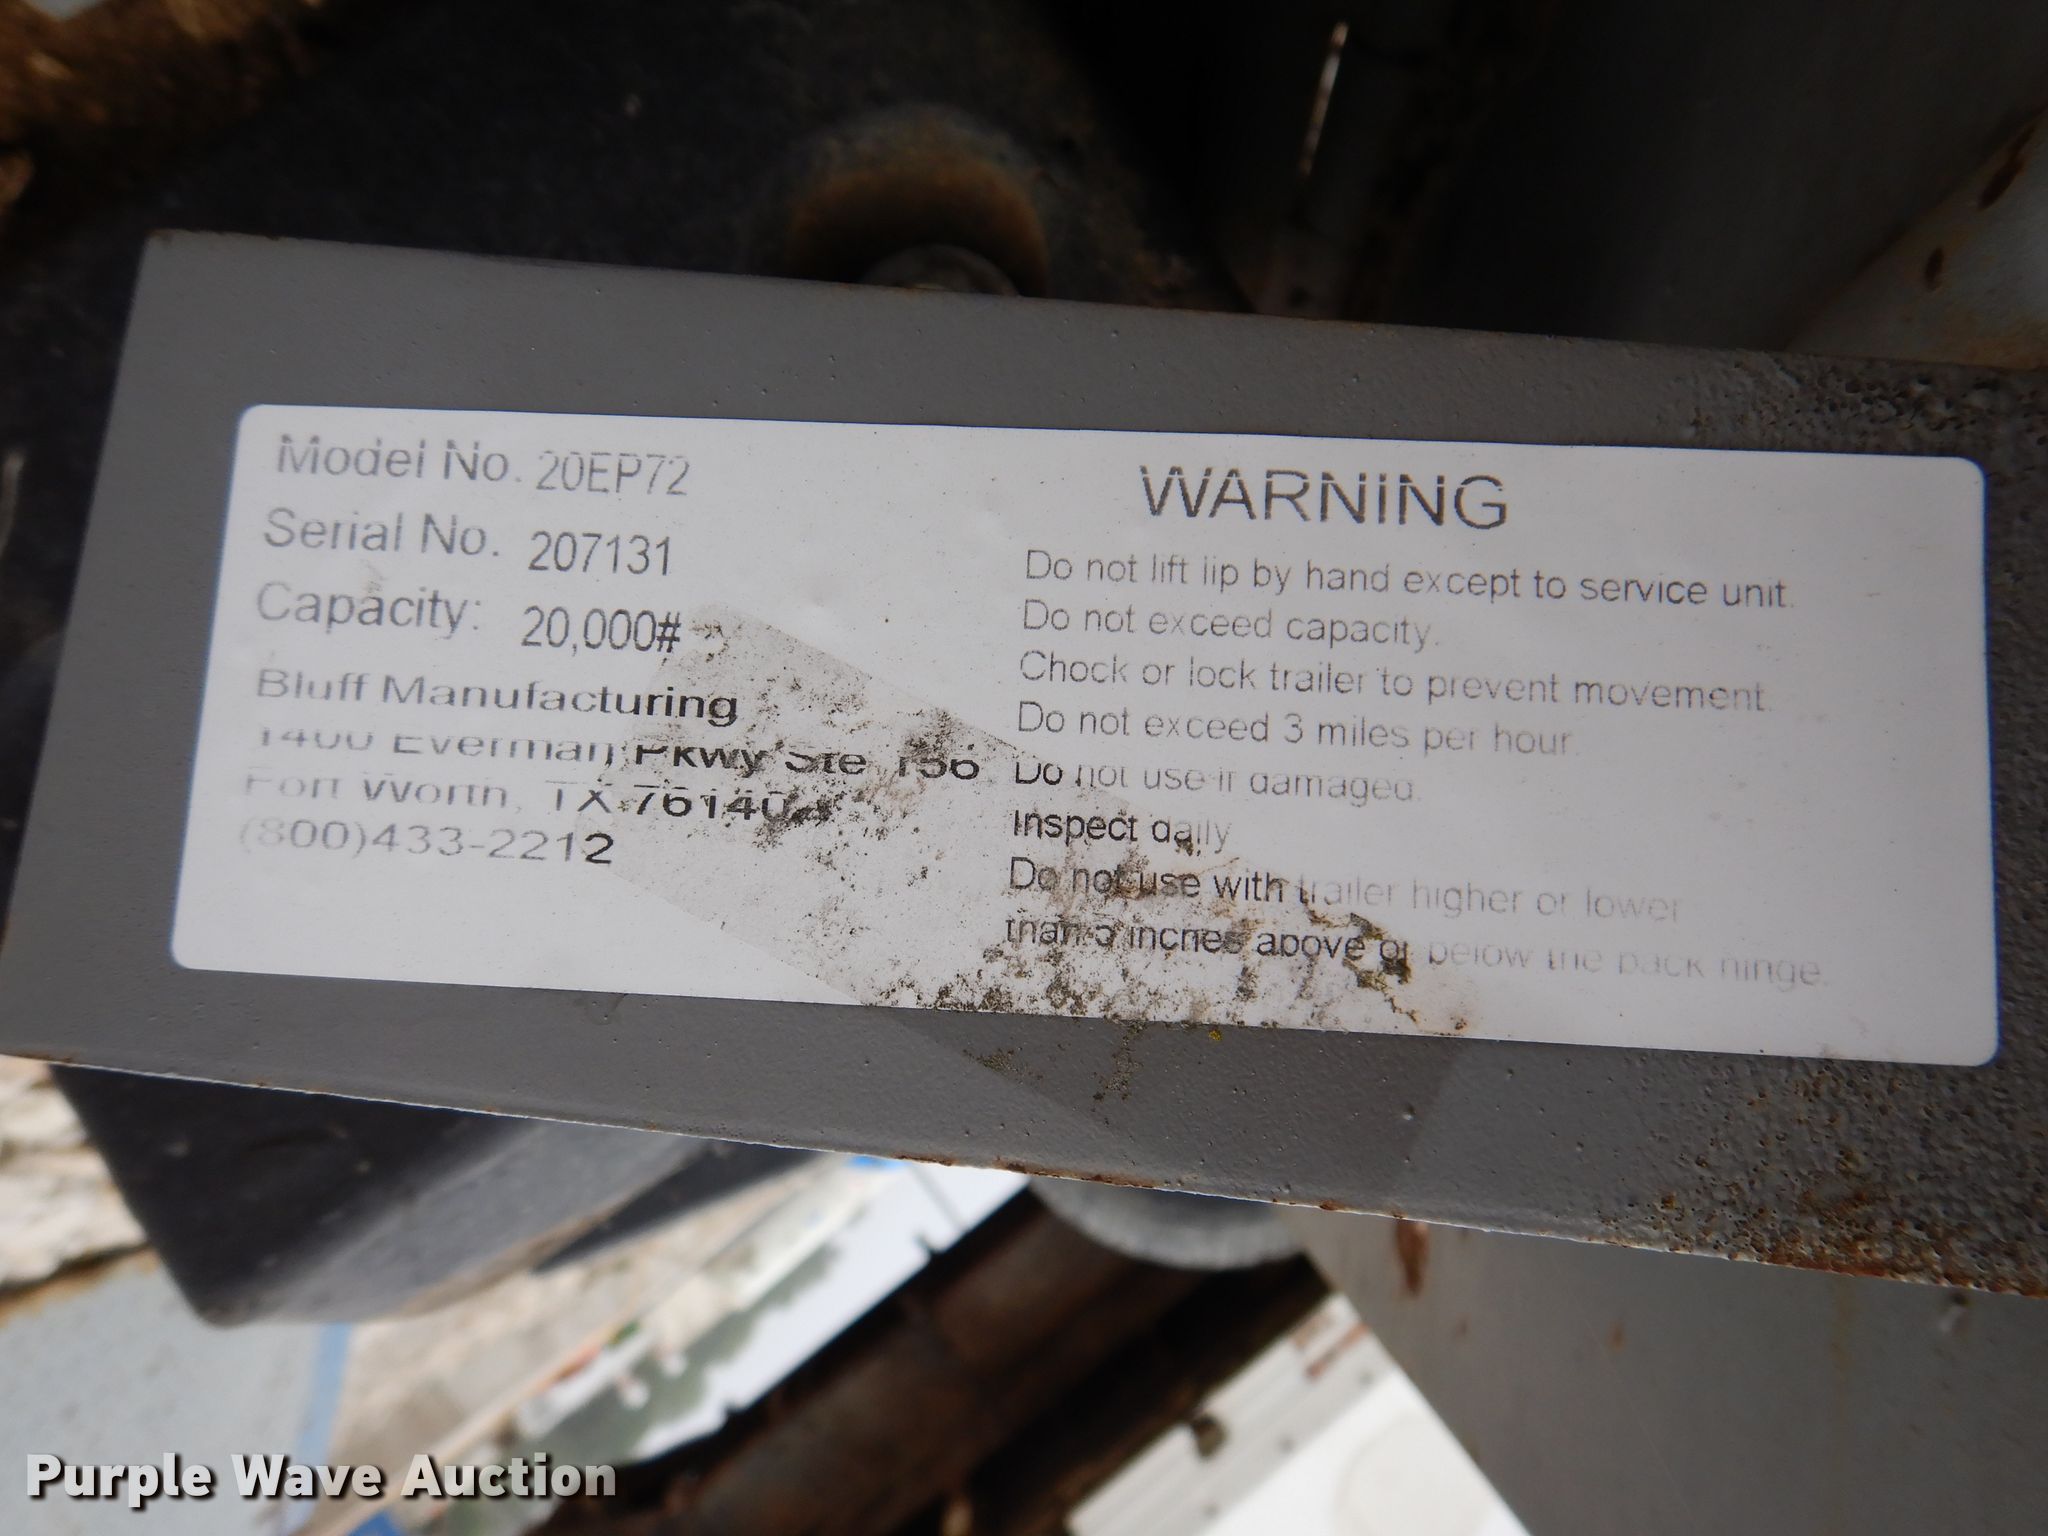 Model No. 20EP72
Serial No. 207131
Capacity: 20,000#
Bluff Manufacturing
1400 Everman Pkwy Ste 156
Fort Worth, TX 76140
(800)433-2212
WARNING
Do not lift lip by hand except to service unit.
Do not exceed capacity.
Chock or lock trailer to prevent movement.
Do not exceed 3 miles per hour.
Do not use if damaged.
Inspect daily
Do not use with trailer higher or lower
than 5 inches above or below the back hinge.
Purple Wave Auction